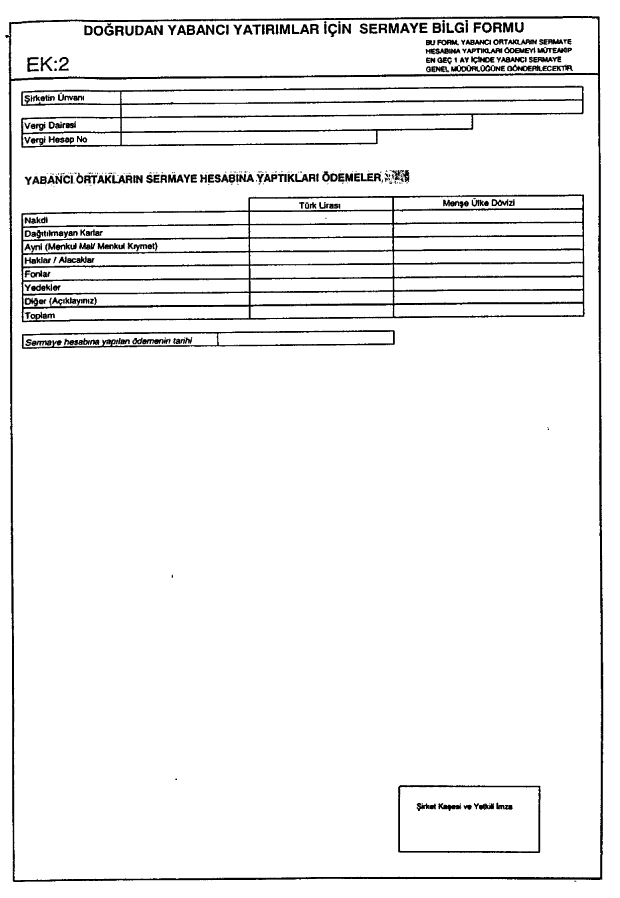 DOĞRUDAN YABANCI YATIRIMLAR İÇİN SERMAYE BİLGİ FORMU
BU FORM, YABANCI ORTAKLARIN SERMAYE
HESABINA YAPTIKLARI ÖDEMEYİ MÜTEAKİP
EN GEÇ 1 AY İÇİNDE YABANCI SERMAYE
GENEL MÜDÜRLÜĞÜNE GÖNDERİLECEKTİR.
EK:2
Şirketin Ünvanı
Vergi Dairesi
Vergi Hesap No
YABANCI ORTAKLARIN SERMAYE HESABINA YAPTIKLARI ÖDEMELER,
Türk Lirası Menşe Ülke Dövizi
Nakdi
Dağıtılmayan Karlar
Ayni (Menkul Mal/ Menkul Kıymet)
Haklar / Alacaklar
Fonlar
Yedekler
Diğer (Açıklayınız)
Toplam
Sermaye hesabına yapılan ödemenin tarihi
Şirket Kaşesi ve Yetkili İmza